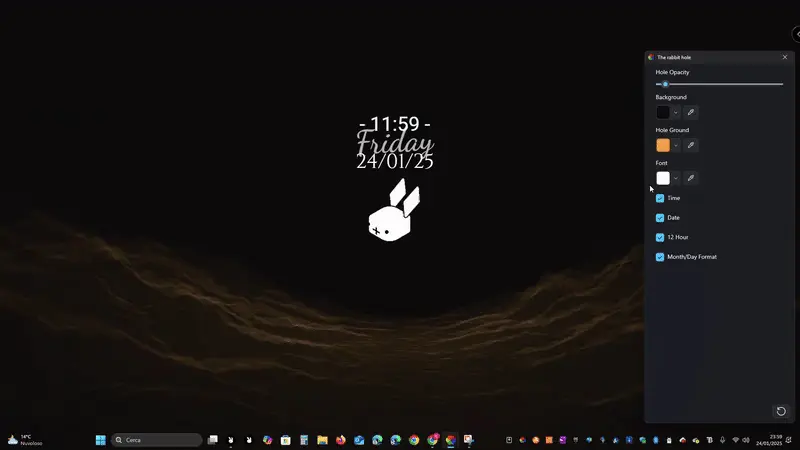 The rabbit hole
Hole Opacity
Background
Hole Ground
Font
Time
Date
12 Hour
Month/Day Format
- 11:59 -
Friday
24/01/25
14°C
Nuvoloso
Cerca
23:59
24/01/2025